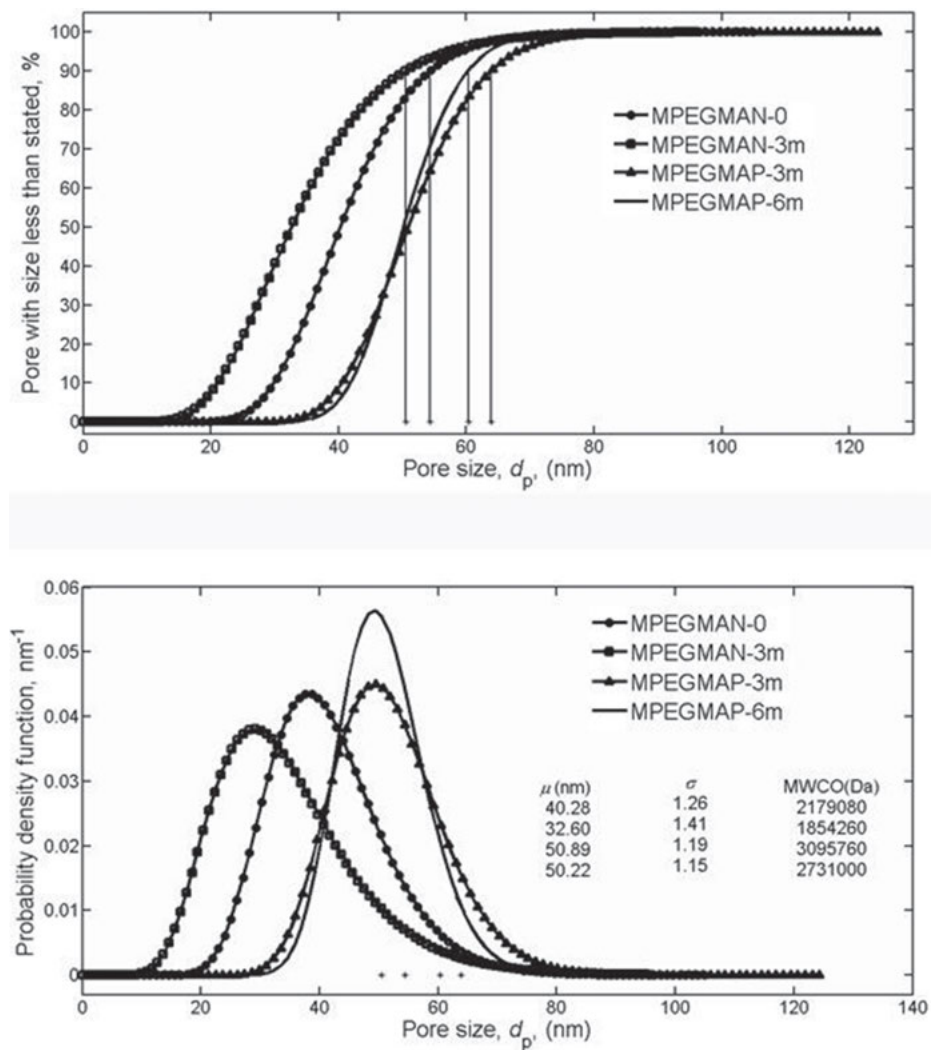 Pore with size less than stated, %
100
90
80
70
60
50
40
30
20
10
0
MPEGMAN-0
MPEGMAN-3m
MPEGMAP-3m
MPEGMAP-6m
0 20 40 60 80 100 120
Pore size, dp, (nm)
Probability density function, nm-1
0.06
0.05
0.04
0.03
0.02
0.01
0
MPEGMAN-0
MPEGMAN-3m
MPEGMAP-3m
MPEGMAP-6m
μ (nm) σ MWCO(Da)
40.28 1.26 2179080
32.60 1.41 1854260
50.89 1.19 3095760
50.22 1.15 2731000
0 20 40 60 80 100 120 140
Pore size, dp, (nm)